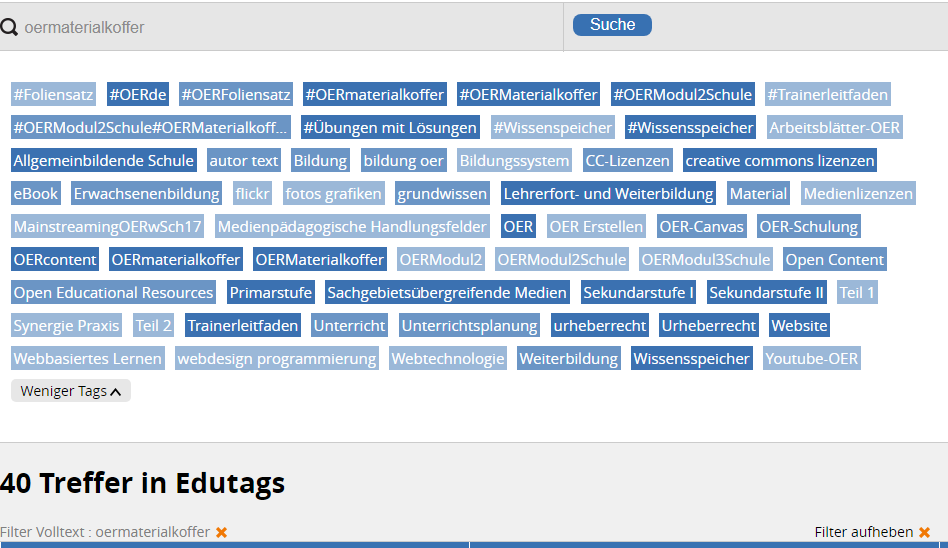 oermaterialkoffer Suche
#Foliensatz #OERde #OERFoliensatz #OERmaterialkoffer #OERMaterialkoffer #OERModul2Schule #Trainerleitfaden
#OERModul2Schule#OERMaterialkoff... #Übungen mit Lösungen #Wissenspeicher #Wissensspeicher Arbeitsblätter-OER
Allgemeinbildende Schule autor text Bildung bildung oer Bildungssystem CC-Lizenzen creative commons lizenzen
eBook Erwachsenenbildung flickr fotos grafiken grundwissen Lehrerfort- und Weiterbildung Material Medienlizenzen
MainstreamingOERwSch17 Medienpädagogische Handlungsfelder OER OER Erstellen OER-Canvas OER-Schulung
OERcontent OERmaterialkoffer OERMaterialkoffer OERModul2 OERModul2Schule OERModul3Schule Open Content
Open Educational Resources Primarstufe Sachgebietsübergreifende Medien Sekundarstufe I Sekundarstufe II Teil 1
Synergie Praxis Teil 2 Trainerleitfaden Unterricht Unterrichtsplanung urheberrecht Urheberrecht Website
Webbasiertes Lernen webdesign programmierung Webtechnologie Weiterbildung Wissensspeicher Youtube-OER
Weniger Tags
40 Treffer in Edutags
Filter Volltext : oermaterialkoffer Filter aufheben